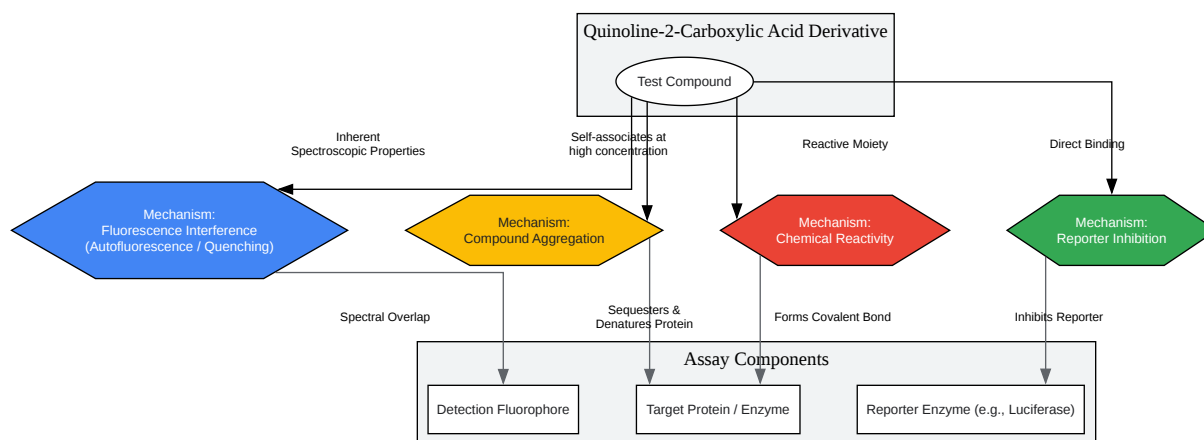 Quinoline-2-Carboxylic Acid Derivative
Test Compound
Inherent
Spectroscopic Properties
Self-associates at
high concentration
Reactive Moiety
Direct Binding
Mechanism:
Fluorescence Interference
(Autofluorescence / Quenching)
Mechanism:
Compound Aggregation
Mechanism:
Chemical Reactivity
Mechanism:
Reporter Inhibition
Spectral Overlap
Sequesters &
Denatures Protein
Forms Covalent Bond
Inhibits Reporter
Assay Components
Detection Fluorophore
Target Protein / Enzyme
Reporter Enzyme (e.g., Luciferase)